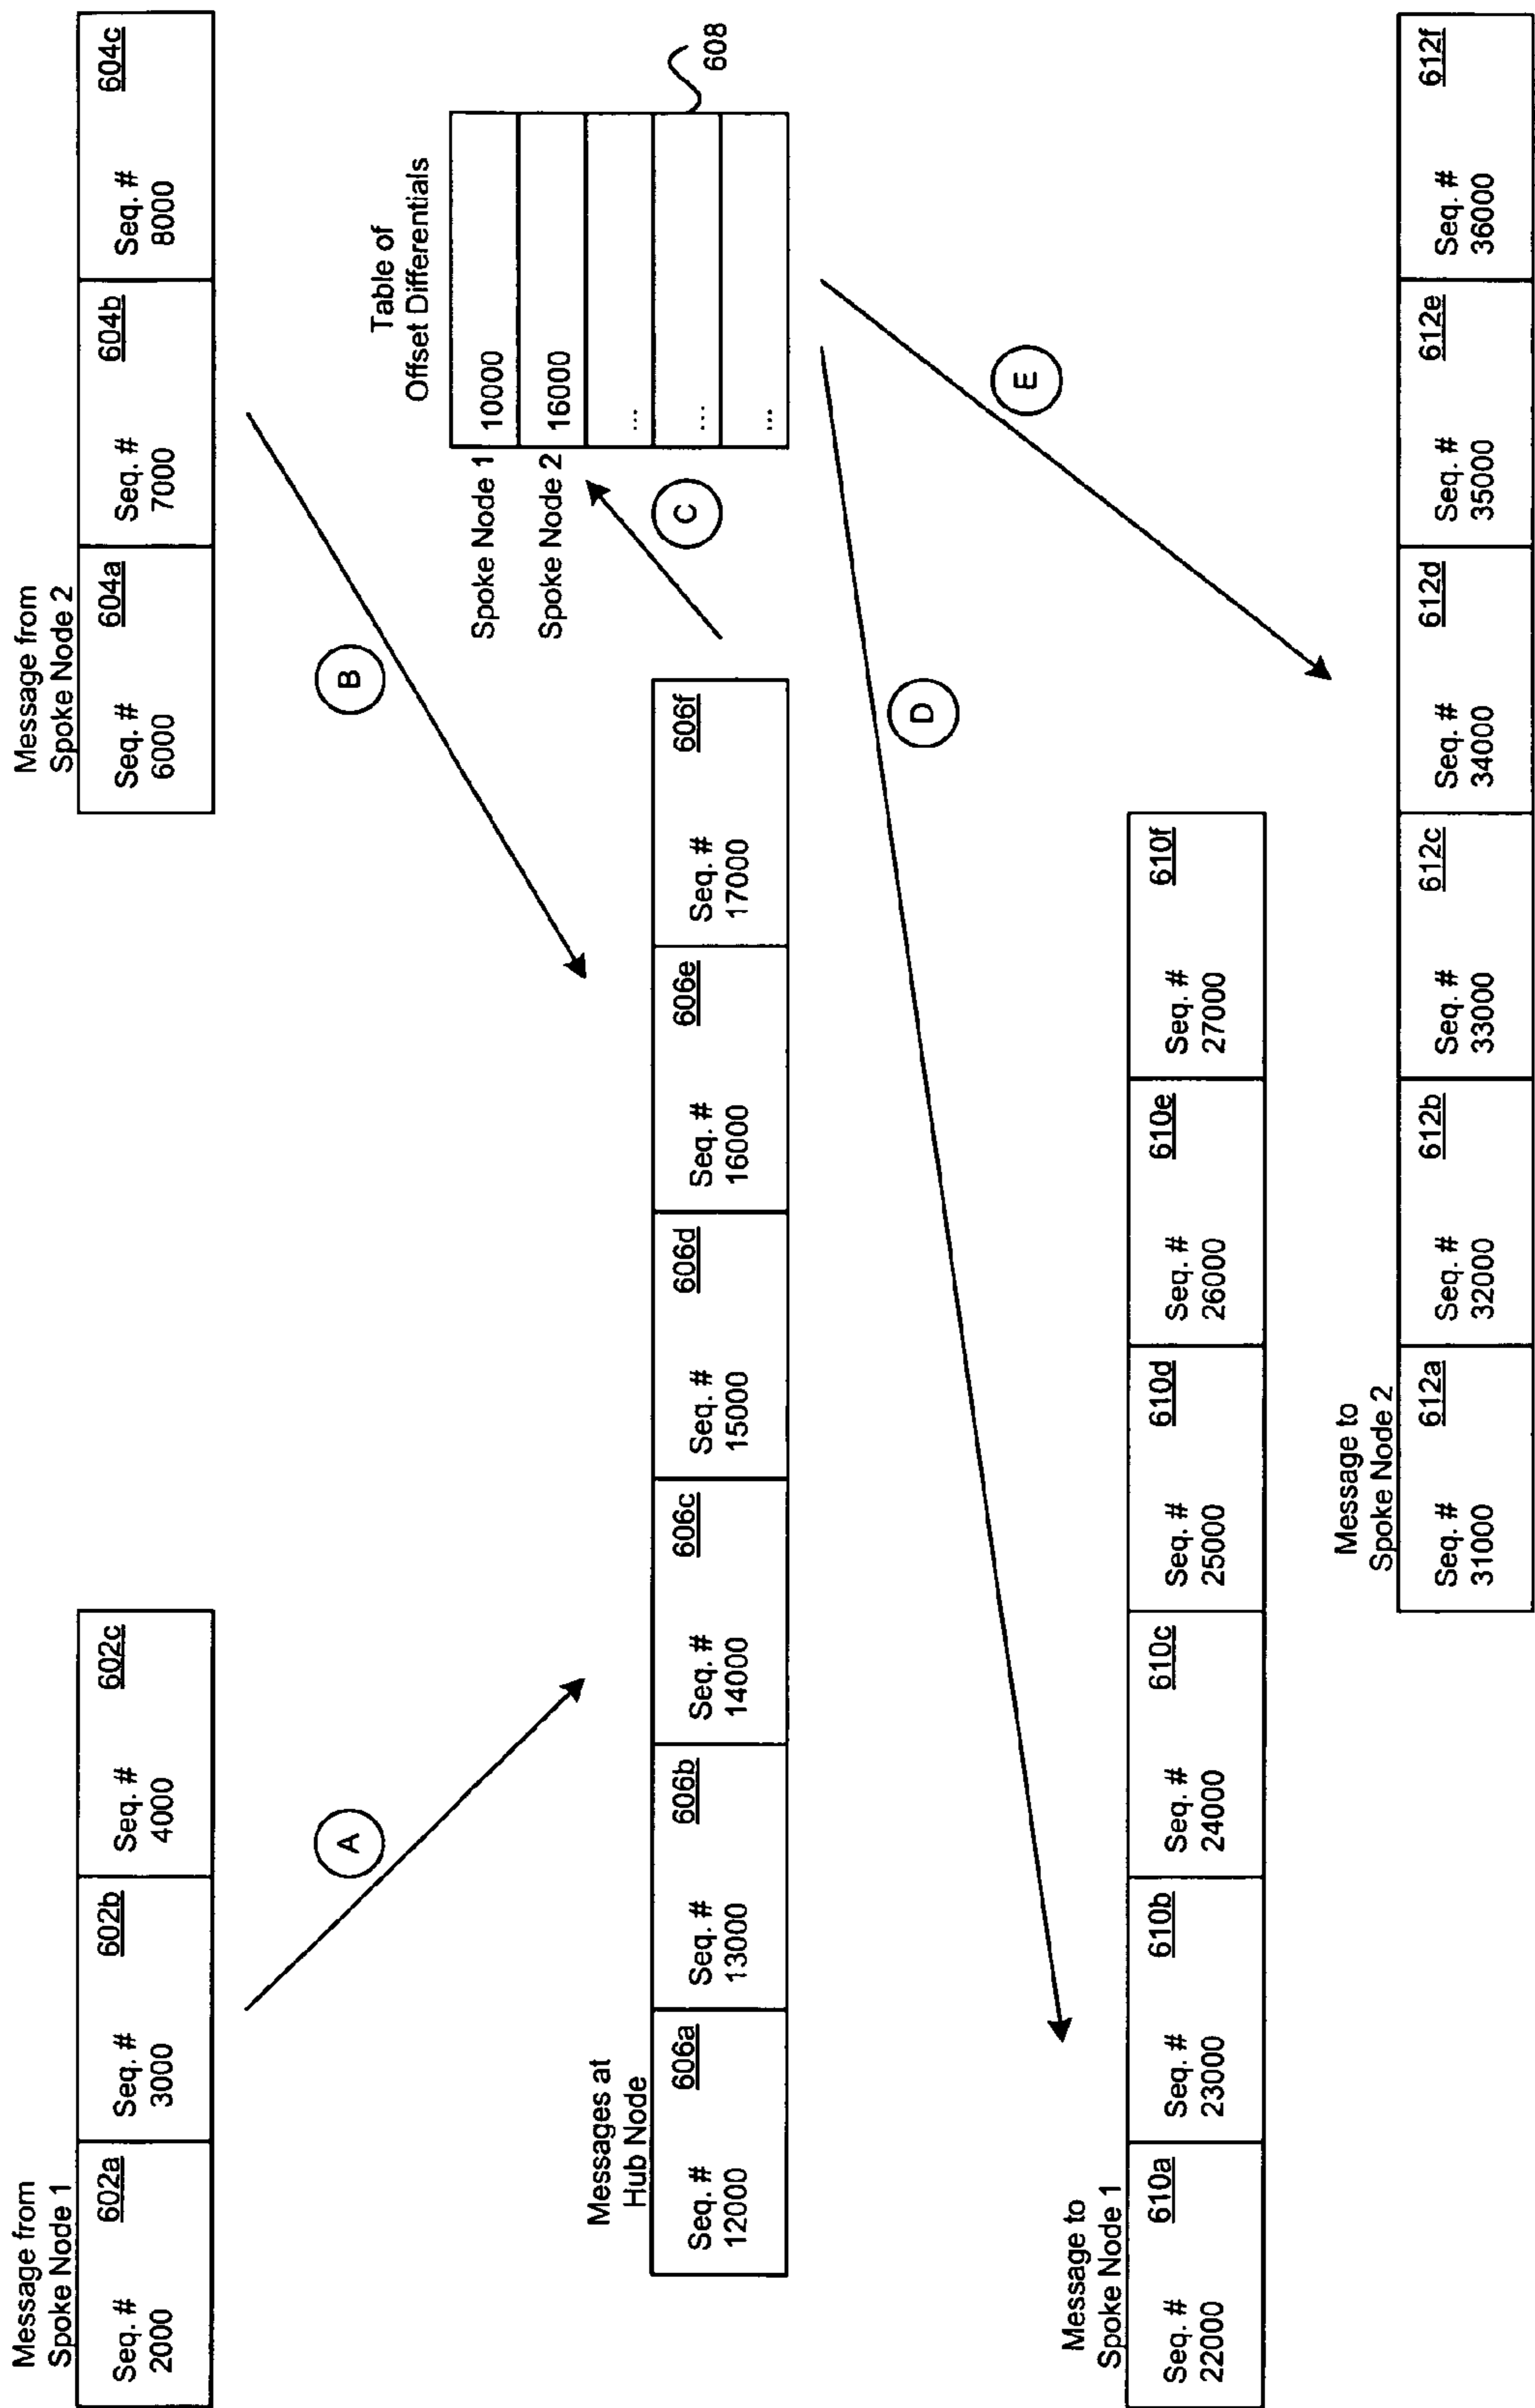 Message from
Spoke Node 1
Seq. #
2000
602a
Seq. #
3000
602b
Seq. #
4000
602c
Message from
Spoke Node 2
Seq. #
6000
604a
Seq. #
7000
604b
Seq. #
8000
604c
A
B
Table of
Offset Differentials
Spoke Node 1
10000
Spoke Node 2
16000
...
...
...
608
C
Messages at
Hub Node
Seq. #
12000
606a
Seq. #
13000
606b
Seq. #
14000
606c
Seq. #
15000
606d
Seq. #
16000
606e
Seq. #
17000
606f
D
E
Message to
Spoke Node 1
Seq. #
22000
610a
Seq. #
23000
610b
Seq. #
24000
610c
Seq. #
25000
610d
Seq. #
26000
610e
Seq. #
27000
610f
Message to
Spoke Node 2
Seq. #
31000
612a
Seq. #
32000
612b
Seq. #
33000
612c
Seq. #
34000
612d
Seq. #
35000
612e
Seq. #
36000
612f